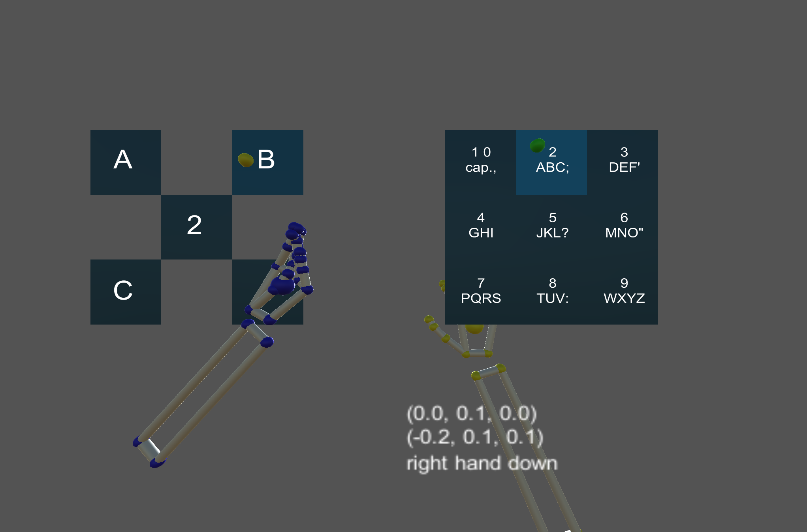 A
B
2
C
1 0
cap.,
2
ABC;
3
DEF'
4
GHI
5
JKL?
6
MNO"
7
PQRS
8
TUV:
9
WXYZ
(0.0, 0.1, 0.0)
(-0.2, 0.1, 0.1)
right hand down